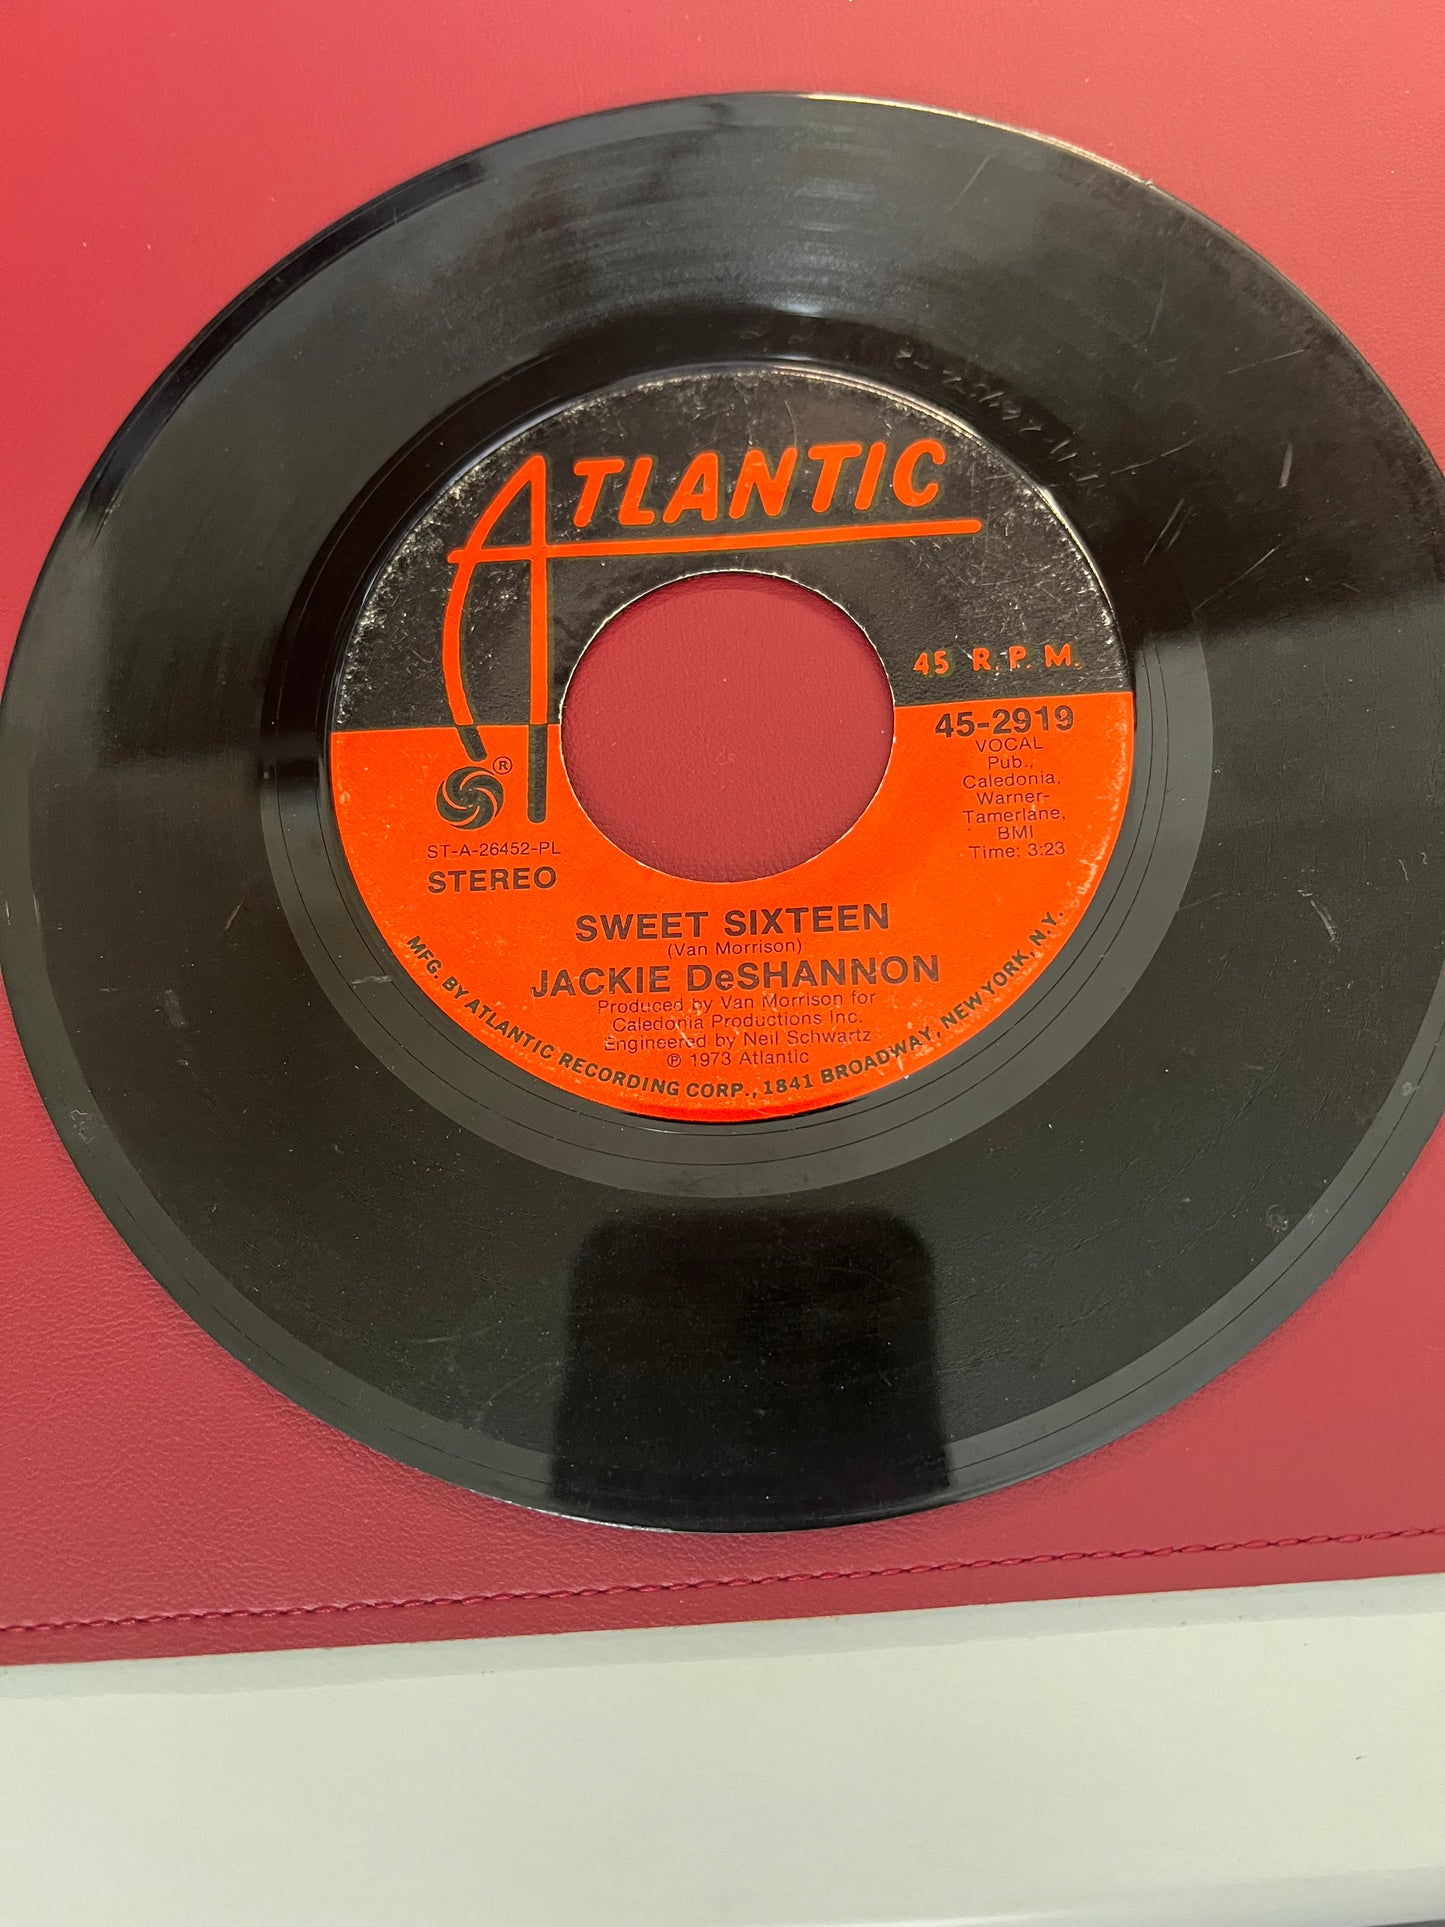 ATLANTIC
45 R.P.M.
45-2919
VOCAL
Pub.,
Caledonia,
Warner-
Tamerlane,
BMI
Time: 3:23
®
ST-A-26452-PL
STEREO
SWEET SIXTEEN
(Van Morrison)
JACKIE DeSHANNON
Produced by Van Morrison for
Caledonia Productions Inc.
Engineered by Neil Schwartz
℗ 1973 Atlantic
MFG. BY ATLANTIC RECORDING CORP., 1841 BROADWAY, NEW YORK, N.Y.